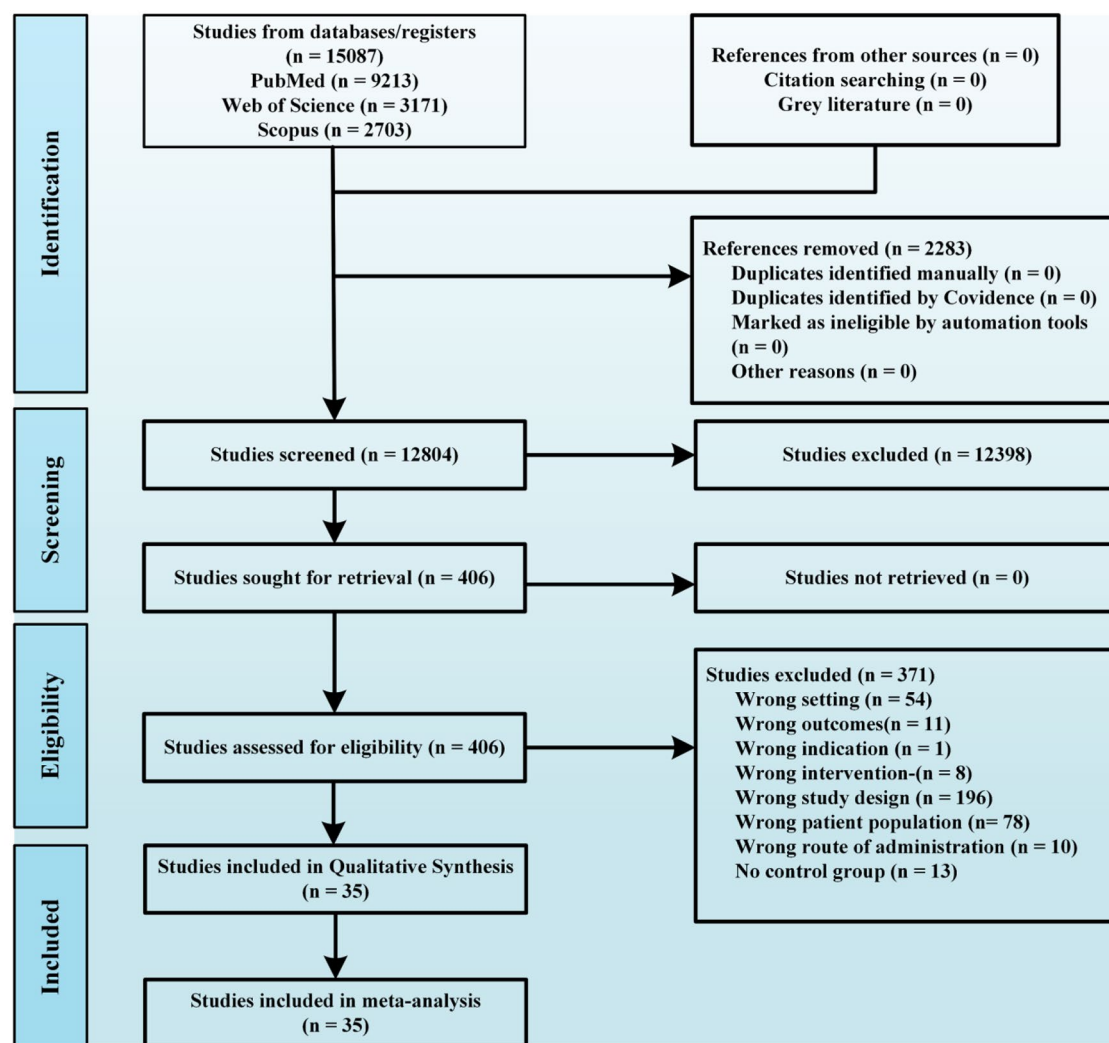 Identification
Studies from databases/registers
(n = 15087)
PubMed (n = 9213)
Web of Science (n = 3171)
Scopus (n = 2703)
References from other sources (n = 0)
Citation searching (n = 0)
Grey literature (n = 0)
References removed (n = 2283)
Duplicates identified manually (n = 0)
Duplicates identified by Covidence (n = 0)
Marked as ineligible by automation tools
(n = 0)
Other reasons (n = 0)
Screening
Studies screened (n = 12804)
Studies excluded (n = 12398)
Studies sought for retrieval (n = 406)
Studies not retrieved (n = 0)
Eligibility
Studies assessed for eligibility (n = 406)
Studies excluded (n = 371)
Wrong setting (n = 54)
Wrong outcomes(n = 11)
Wrong indication (n = 1)
Wrong intervention-(n = 8)
Wrong study design (n = 196)
Wrong patient population (n= 78)
Wrong route of administration (n = 10)
No control group (n = 13)
Included
Studies included in Qualitative Synthesis
(n = 35)
Studies included in meta-analysis
(n = 35)